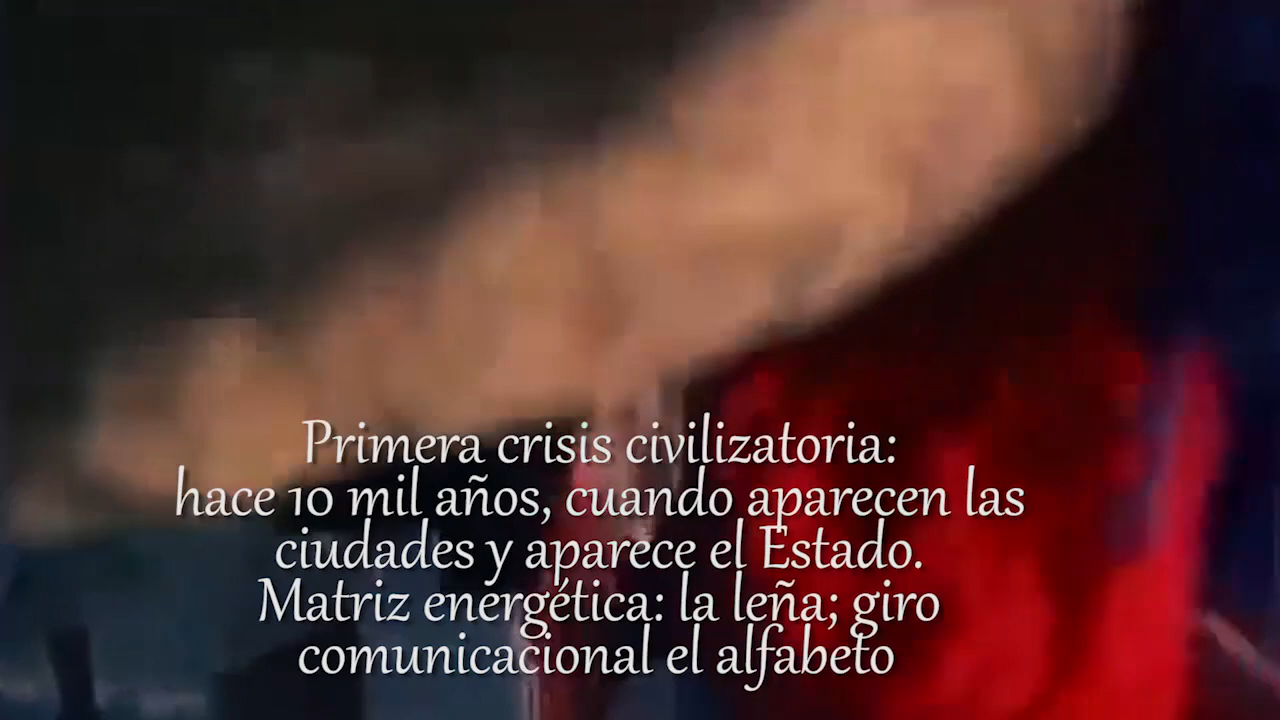 Primera crisis civilizatoria:
hace 10 mil años, cuando aparecen las
ciudades y aparece el Estado.
Matriz energética: la leña; giro
comunicacional el alfabeto